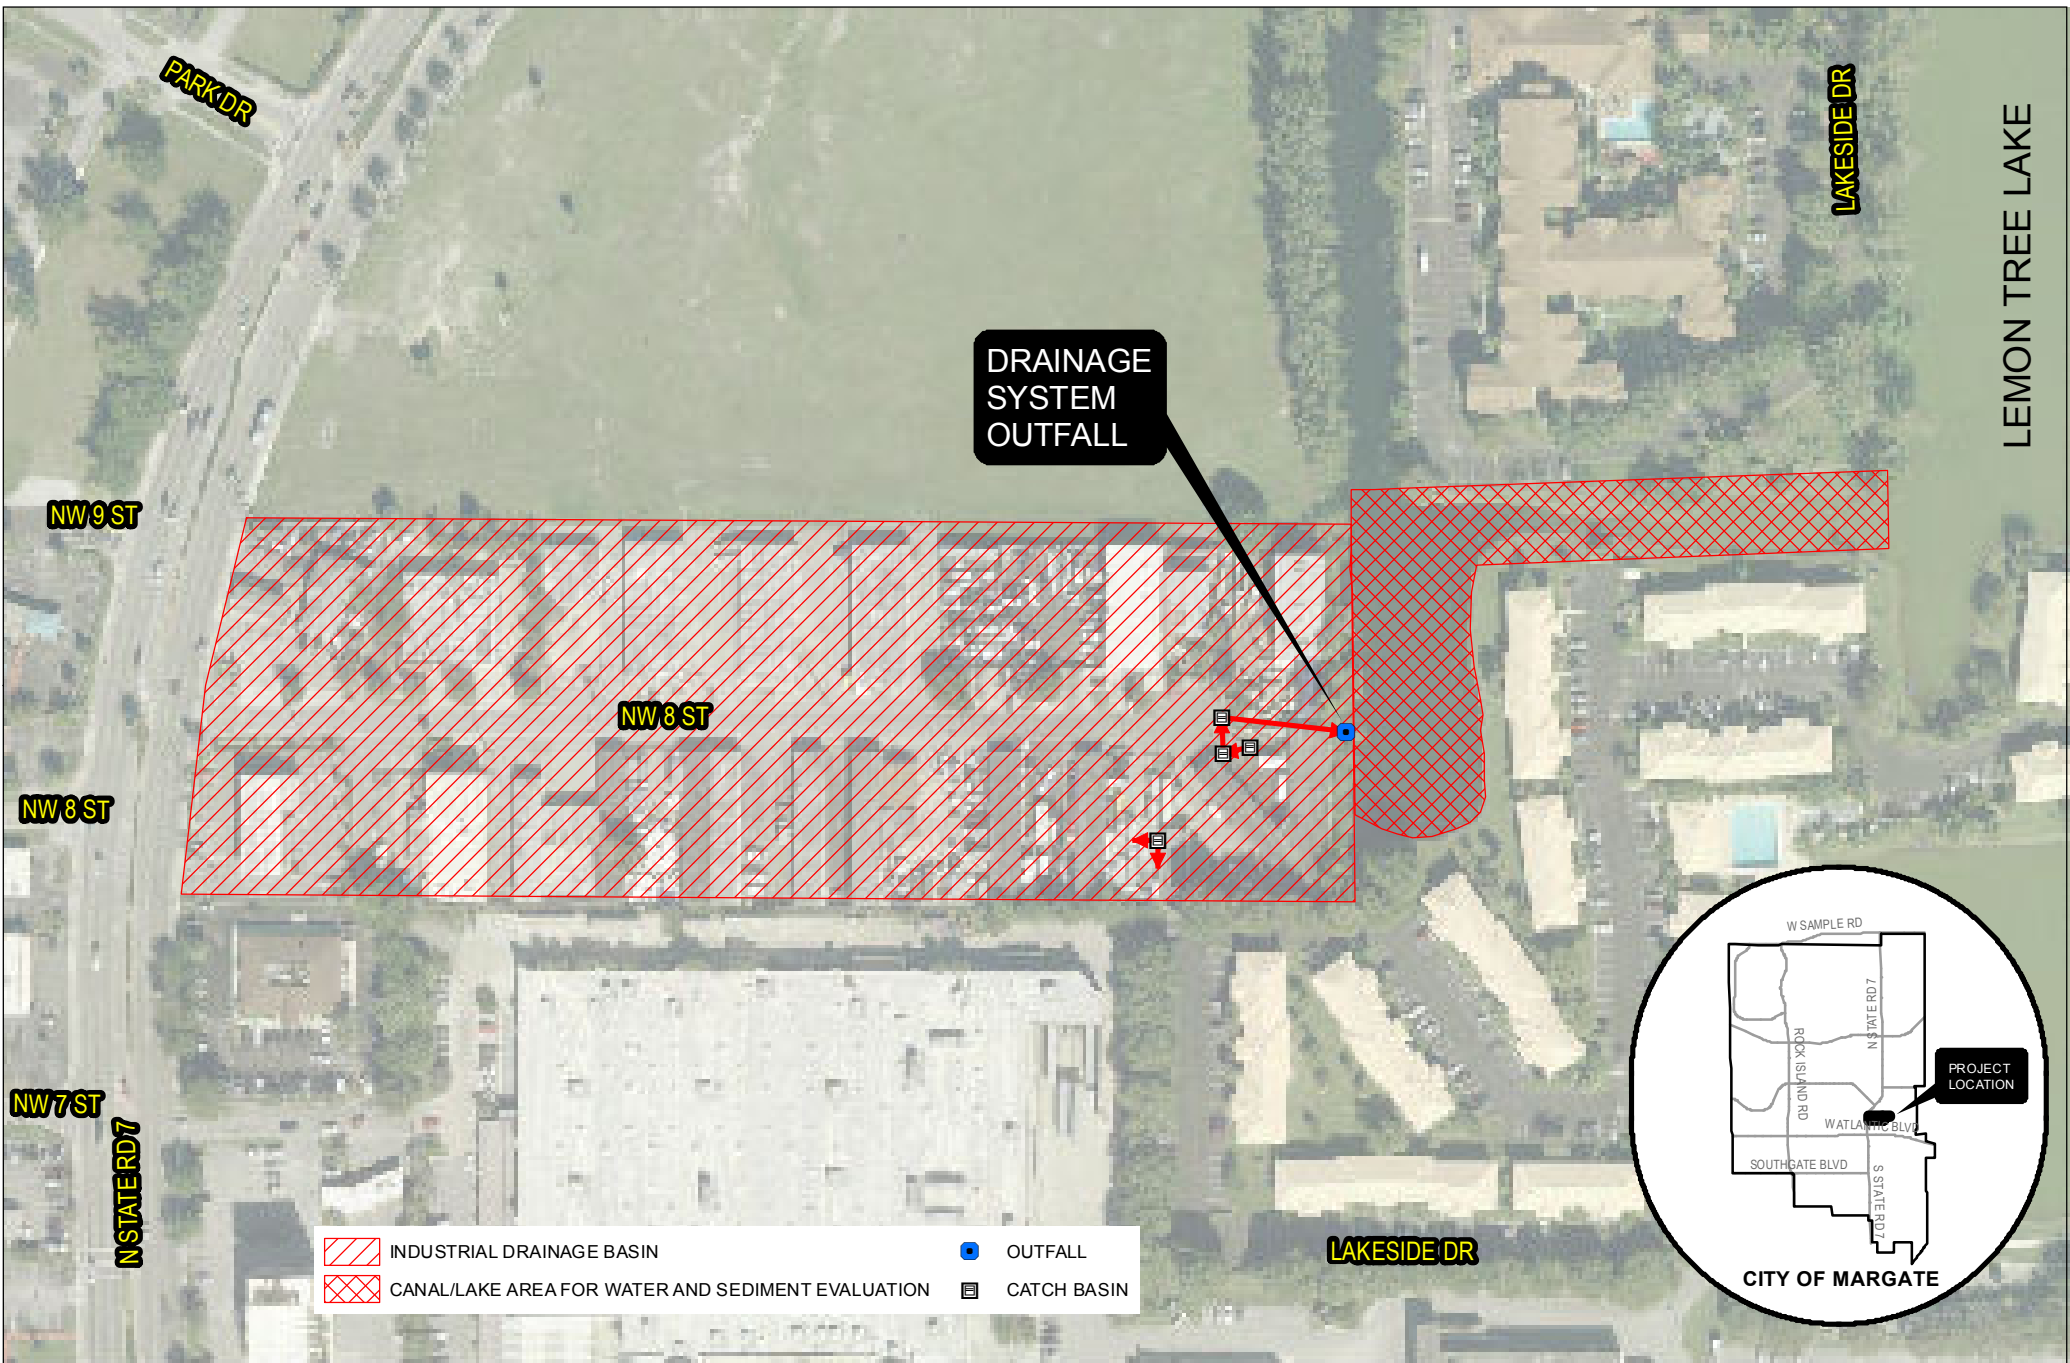 PARK DR
LAKESIDE DR
LEMON TREE LAKE
DRAINAGE
SYSTEM
OUTFALL
NW 9 ST
NW 8 ST
NW 8 ST
NW 7 ST
N STATE RD 7
LAKESIDE DR
INDUSTRIAL DRAINAGE BASIN
OUTFALL
CANAL/LAKE AREA FOR WATER AND SEDIMENT EVALUATION
CATCH BASIN
W SAMPLE RD
N STATE RD 7
ROCK ISLAND RD
PROJECT
LOCATION
W ATLANTIC BLVD
SOUTHGATE BLVD
S STATE RD 7
CITY OF MARGATE